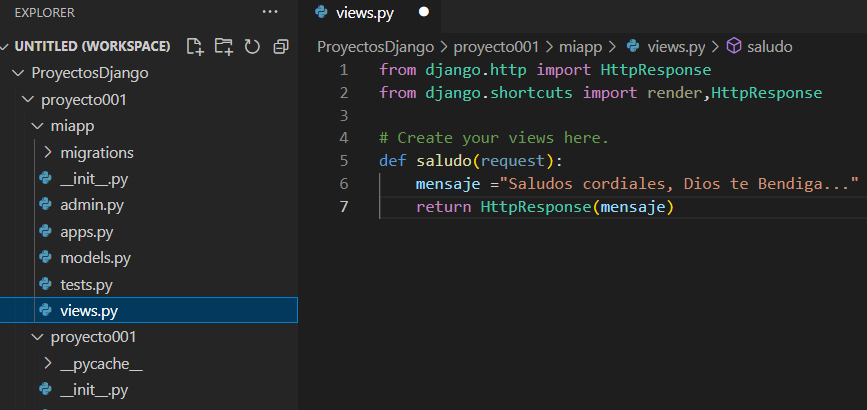 EXPLORER
UNTITLED (WORKSPACE)
ProyectosDjango
proyecto001
miapp
migrations
__init__.py
admin.py
apps.py
models.py
tests.py
views.py
proyecto001
__pycache__
__init__.py
views.py
ProyectosDjango > proyecto001 > miapp > views.py > saludo
1 from django.http import HttpResponse
2 from django.shortcuts import render,HttpResponse
3
4 # Create your views here.
5 def saludo(request):
6 mensaje ="Saludos cordiales, Dios te Bendiga..."
7 return HttpResponse(mensaje)